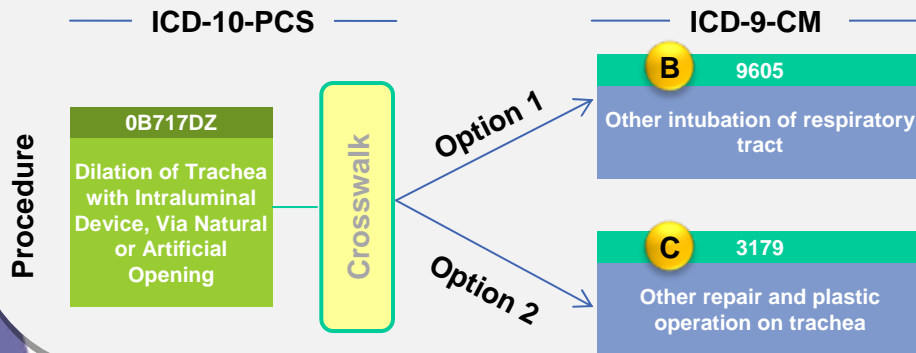 ICD-10-PCS
ICD-9-CM
Procedure
0B717DZ
Dilation of Trachea
with Intraluminal
Device, Via Natural
or Artificial
Opening
Crosswalk
Option 1
Option 2
B
9605
Other intubation of respiratory
tract
C
3179
Other repair and plastic
operation on trachea